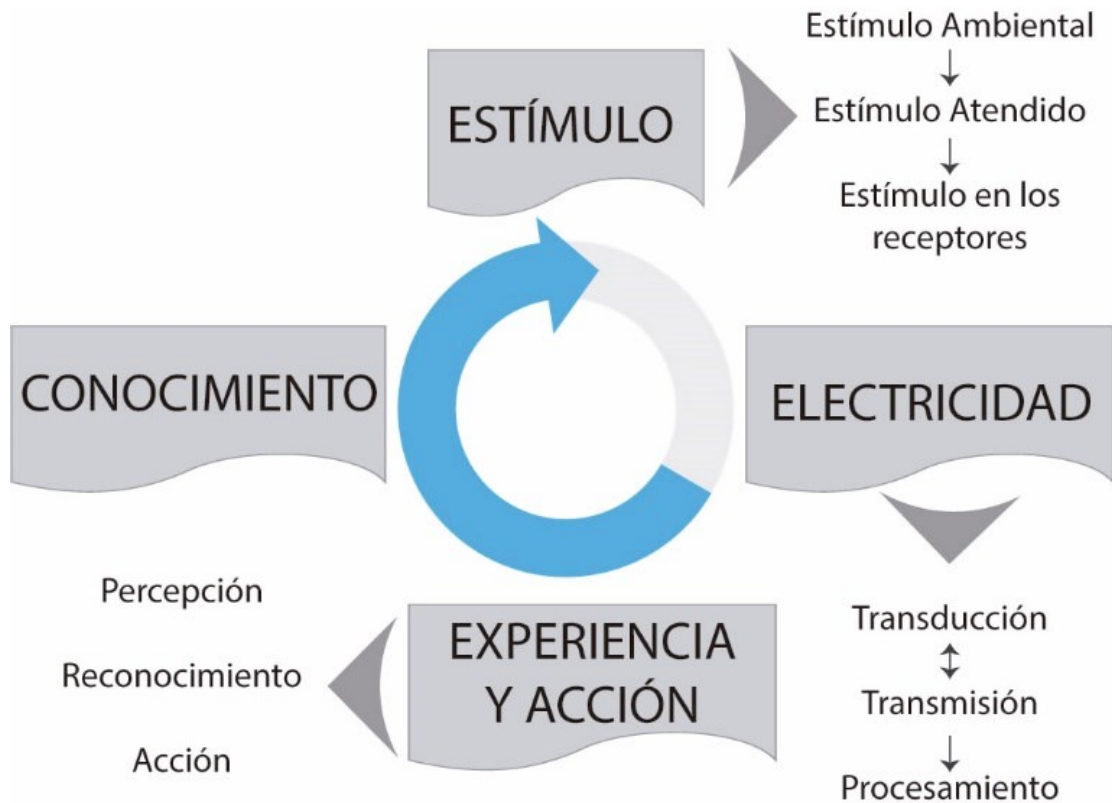 ESTÍMULO
Estímulo Ambiental
↓
Estímulo Atendido
↓
Estímulo en los
receptores
CONOCIMIENTO
ELECTRICIDAD
Transducción
↕
Transmisión
↓
Procesamiento
EXPERIENCIA
Y ACCIÓN
Percepción
Reconocimiento
Acción